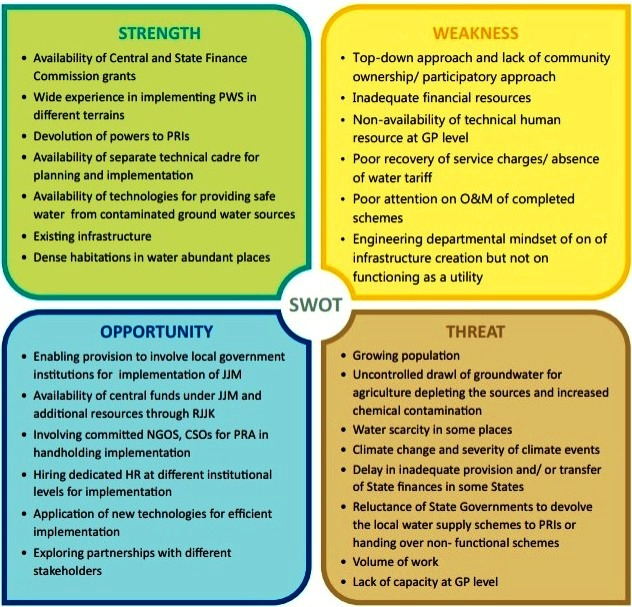 STRENGTH
• Availability of Central and State Finance
Commission grants
• Wide experience in implementing PWS in
different terrains
• Devolution of powers to PRIs
• Availability of separate technical cadre for
planning and implementation
• Availability of technologies for providing safe
water from contaminated ground water sources
• Existing infrastructure
• Dense habitations in water abundant places
WEAKNESS
• Top-down approach and lack of community
ownership/ participatory approach
• Inadequate financial resources
• Non-availability of technical human
resource at GP level
• Poor recovery of service charges/ absence
of water tariff
• Poor attention on O&M of completed
schemes
• Engineering departmental mindset of on of
infrastructure creation but not on
functioning as a utility
SWOT
OPPORTUNITY
• Enabling provision to involve local government
institutions for implementation of JJM
• Availability of central funds under JJM and
additional resources through RJJK
• Involving committed NGOS, CSOs for PRA in
handholding implementation
• Hiring dedicated HR at different institutional
levels for implementation
• Application of new technologies for efficient
implementation
• Exploring partnerships with different
stakeholders
THREAT
• Growing population
• Uncontrolled drawl of groundwater for
agriculture depleting the sources and increased
chemical contamination
• Water scarcity in some places
• Climate change and severity of climate events
• Delay in inadequate provision and/ or transfer
of State finances in some States
• Reluctance of State Governments to devolve
the local water supply schemes to PRIs or
handing over non- functional schemes
• Volume of work
• Lack of capacity at GP level